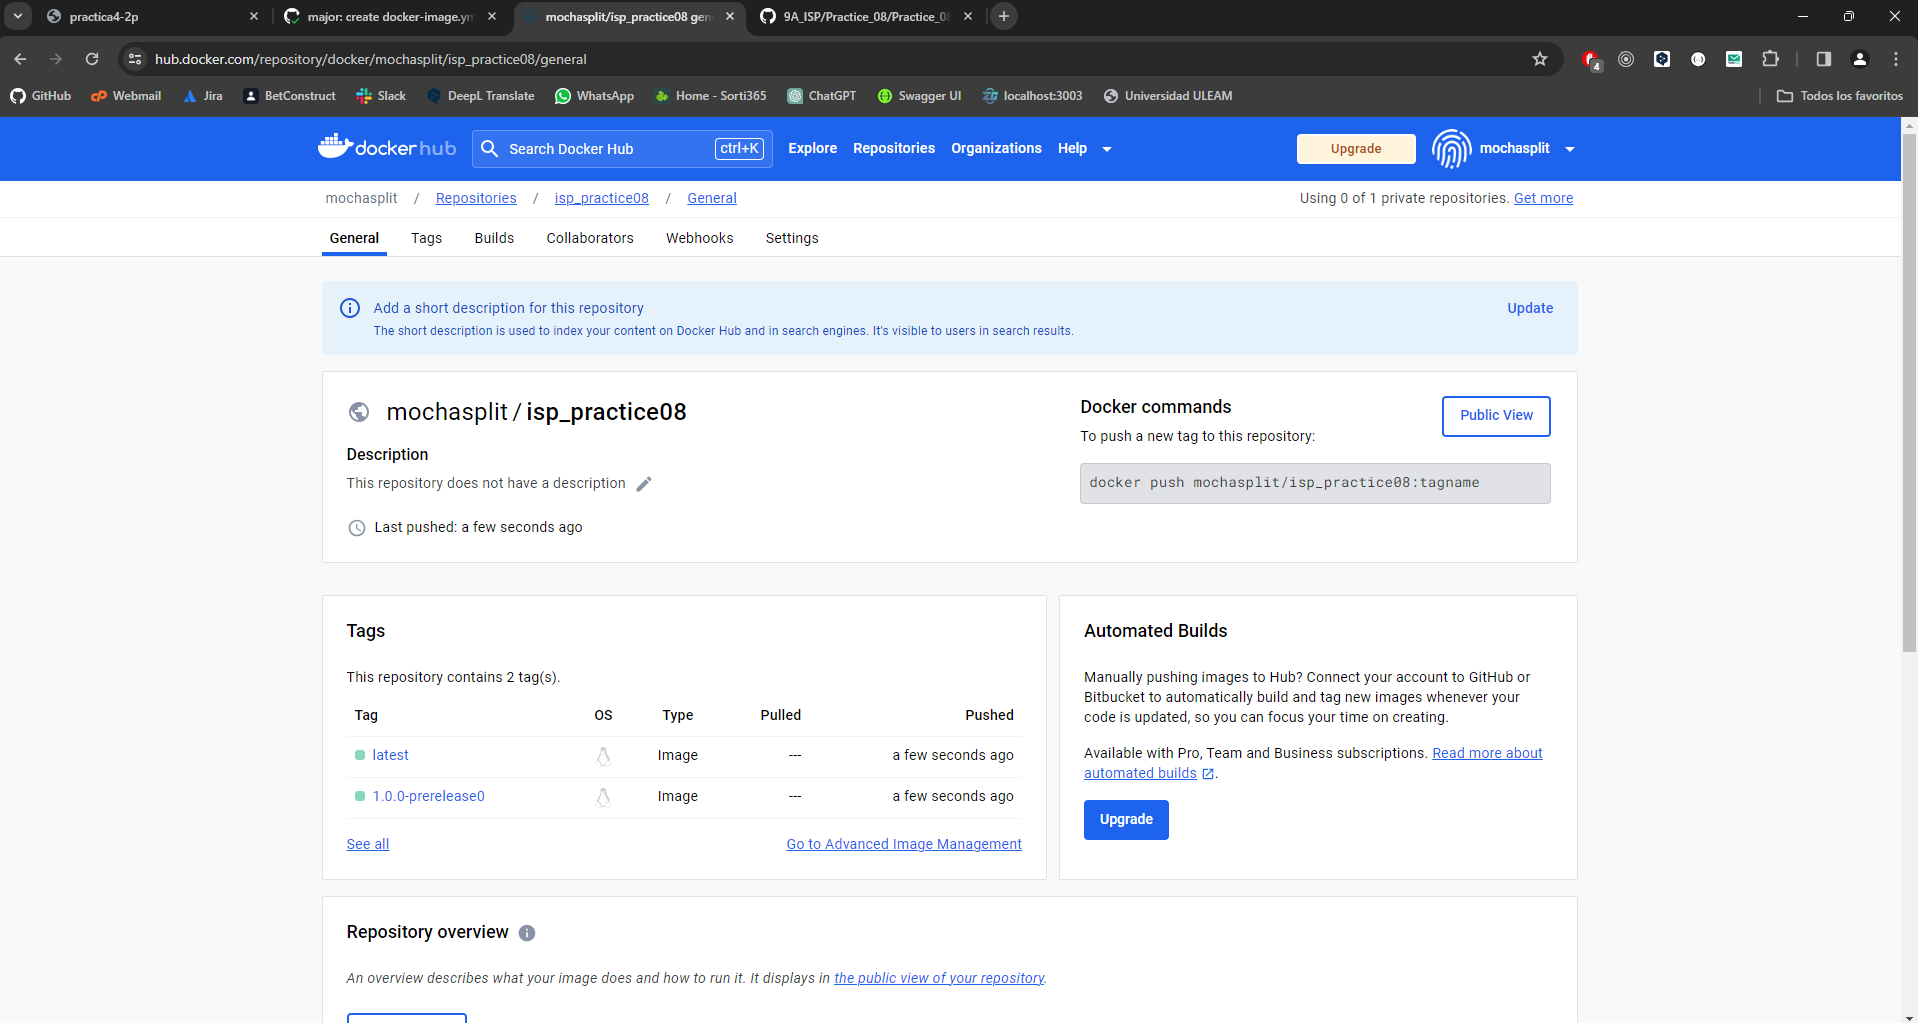 practica4-2p
major: create docker-image.ym
mochasplit/isp_practice08 gen
9A_ISP/Practice_08/Practice_08
hub.docker.com/repository/docker/mochasplit/isp_practice08/general
4
GitHub Webmail Jira BetConstruct Slack DeepL Translate WhatsApp Home - Sorti365 ChatGPT Swagger UI localhost:3003 Universidad ULEAM Todos los favoritos
docker hub Search Docker Hub ctrl+K Explore Repositories Organizations Help Upgrade mochasplit
mochasplit / Repositories / isp_practice08 / General Using 0 of 1 private repositories. Get more
General Tags Builds Collaborators Webhooks Settings
Add a short description for this repository Update
The short description is used to index your content on Docker Hub and in search engines. It's visible to users in search results.
mochasplit / isp_practice08
Description
This repository does not have a description
Last pushed: a few seconds ago
Docker commands
Public View
To push a new tag to this repository:
docker push mochasplit/isp_practice08:tagname
Tags
This repository contains 2 tag(s).
Tag OS Type Pulled Pushed
latest Image --- a few seconds ago
1.0.0-prerelease0 Image --- a few seconds ago
See all Go to Advanced Image Management
Automated Builds
Manually pushing images to Hub? Connect your account to GitHub or
Bitbucket to automatically build and tag new images whenever your
code is updated, so you can focus your time on creating.
Available with Pro, Team and Business subscriptions. Read more about
automated builds .
Upgrade
Repository overview
An overview describes what your image does and how to run it. It displays in the public view of your repository.